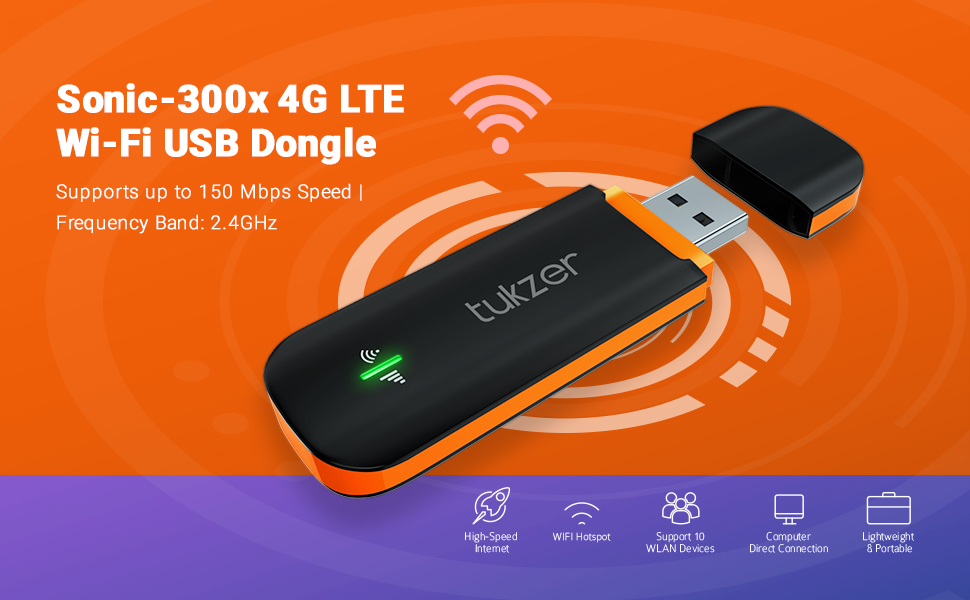 Sonic-300x 4G LTE
Wi-Fi USB Dongle
Supports up to 150 Mbps Speed |
Frequency Band: 2.4GHz
tukzer
High-Speed
Internet
WIFI Hotspot
Support 10
WLAN Devices
Computer
Direct Connection
Lightweight
& Portable